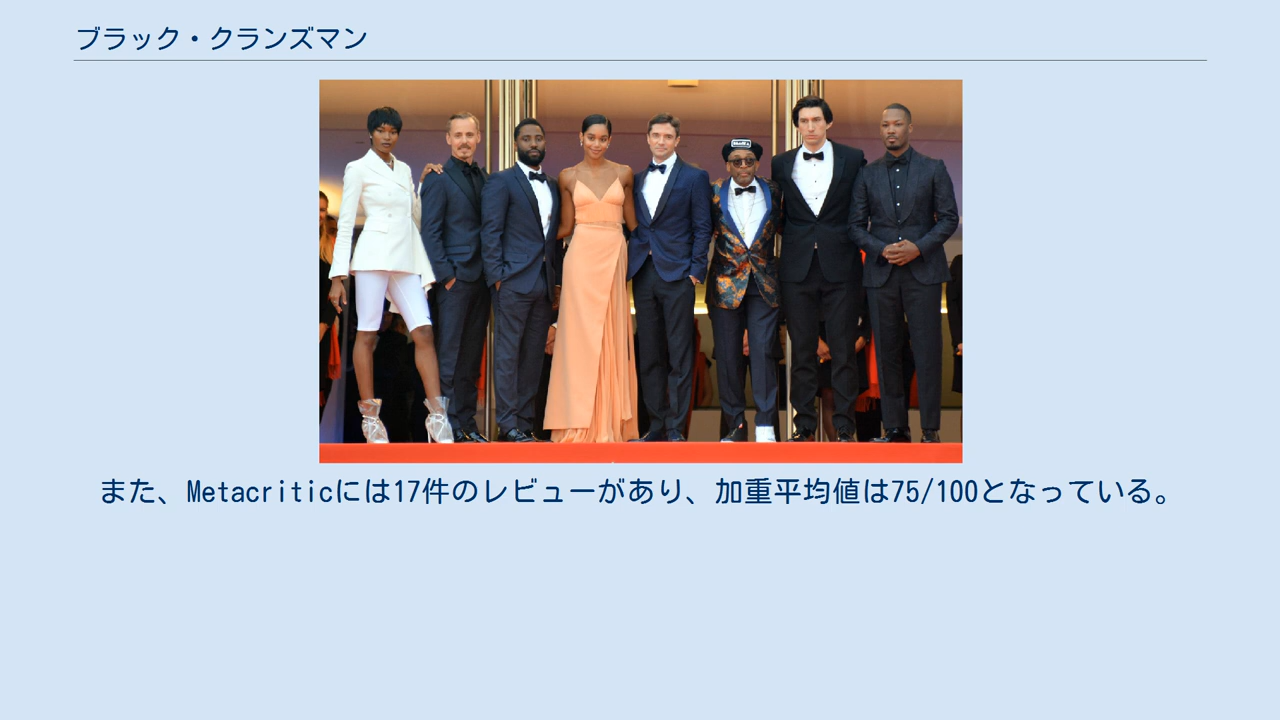 ブラック・クランズマン
また、Metacriticには17件のレビューがあり、加重平均値は75/100となっている。